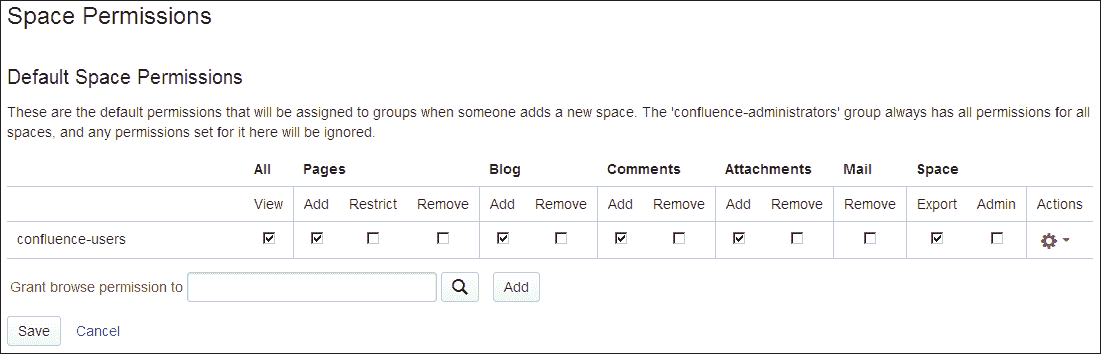 Space Permissions
Default Space Permissions
These are the default permissions that will be assigned to groups when someone adds a new space. The 'confluence-administrators' group always has all permissions for all
spaces, and any permissions set for it here will be ignored.
All Pages Blog Comments Attachments Mail Space
View Add Restrict Remove Add Remove Add Remove Add Remove Remove Export Admin Actions
confluence-users
Grant browse permission to Add
Save Cancel